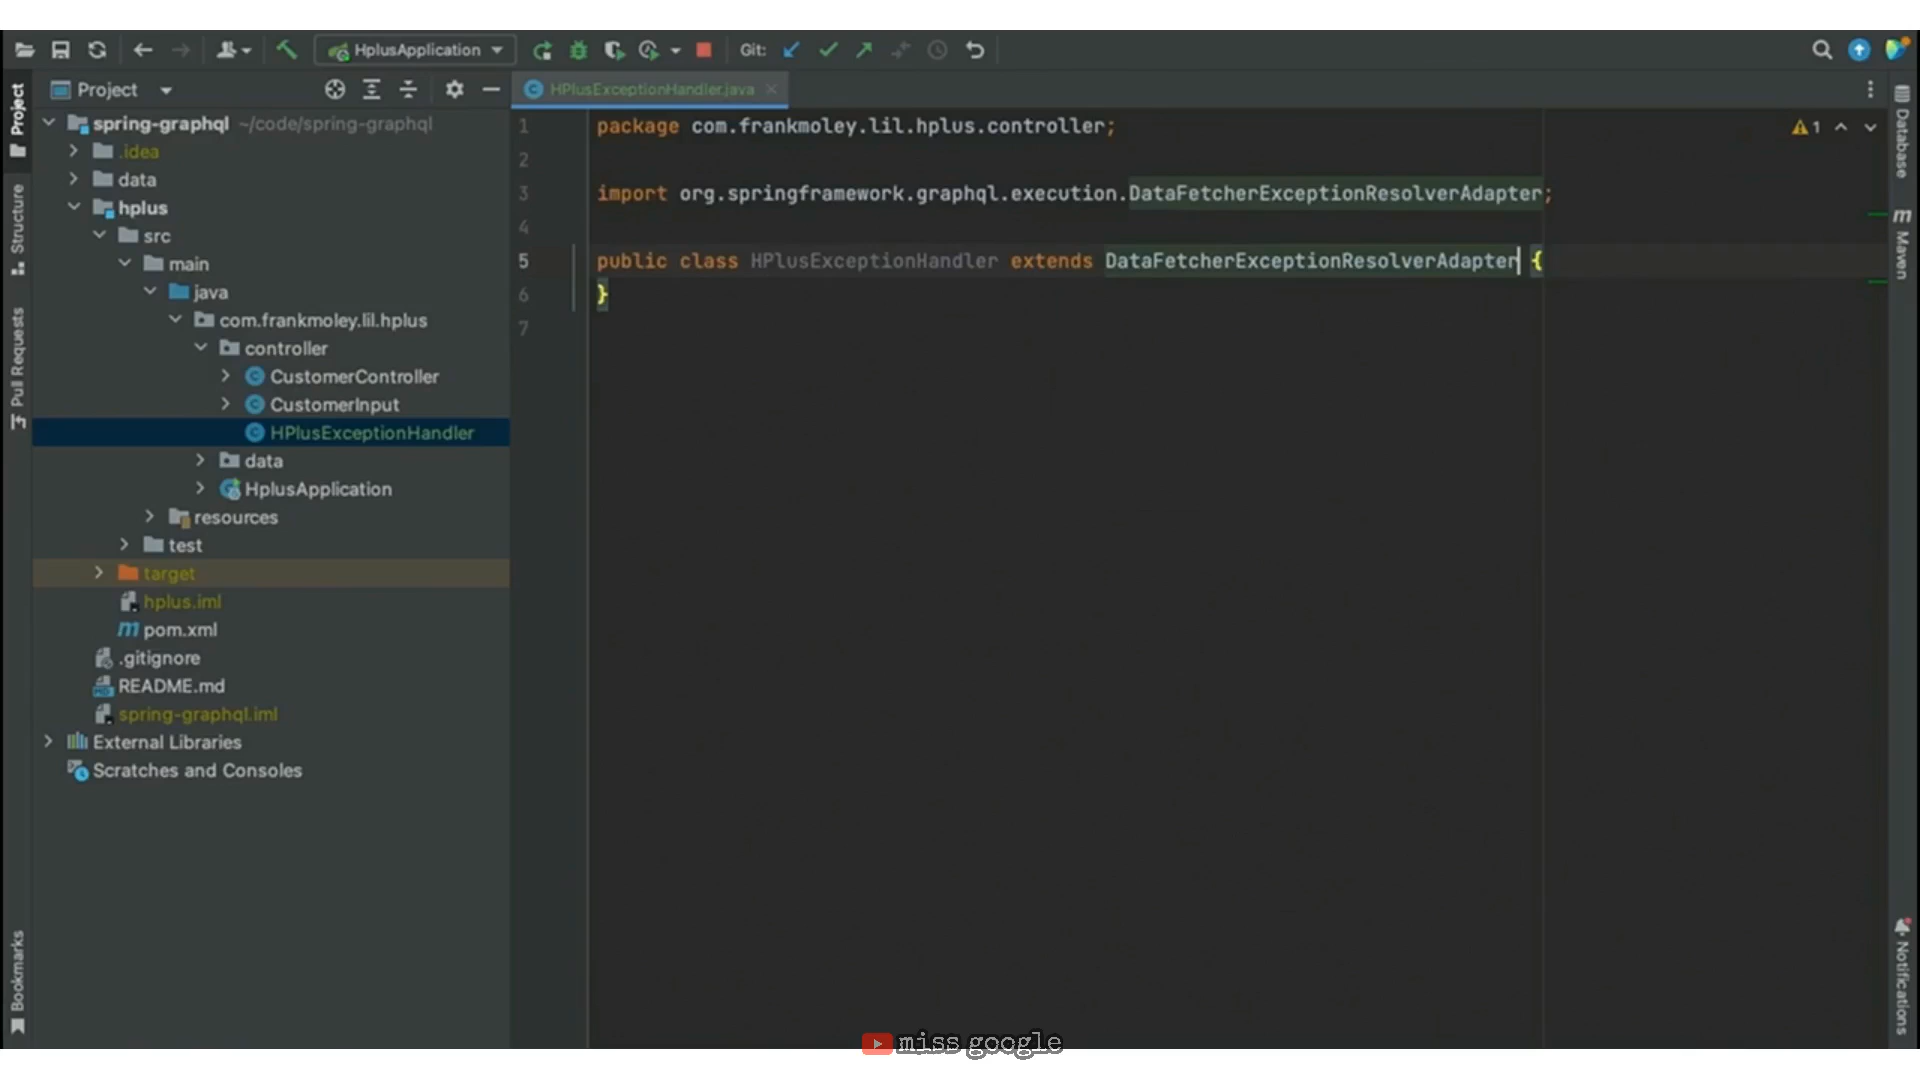 HplusApplication
Git:
Project
HPlusExceptionHandler.java
spring-graphql ~/code/spring-graphql
.idea
data
hplus
src
main
java
com.frankmoley.lil.hplus
controller
CustomerController
CustomerInput
HPlusExceptionHandler
data
HplusApplication
resources
test
target
hplus.iml
pom.xml
.gitignore
README.md
spring-graphql.iml
External Libraries
Scratches and Consoles
Project
Structure
Pull Requests
Bookmarks
1 package com.frankmoley.lil.hplus.controller;
2
3 import org.springframework.graphql.execution.DataFetcherExceptionResolverAdapter;
4
5 public class HPlusExceptionHandler extends DataFetcherExceptionResolverAdapter {
6 }
7
1
Database
m Maven
Notifications
miss google